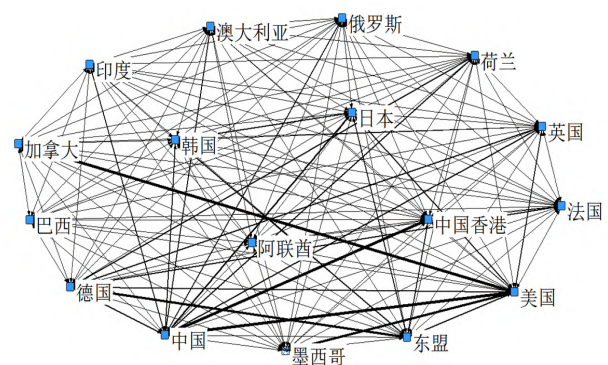 俄罗斯
澳大利亚
荷兰
印度
日本
英国
韩国
加拿大
法国
巴西
中国香港
阿联酋
德国
美国
中国
东盟
墨西哥